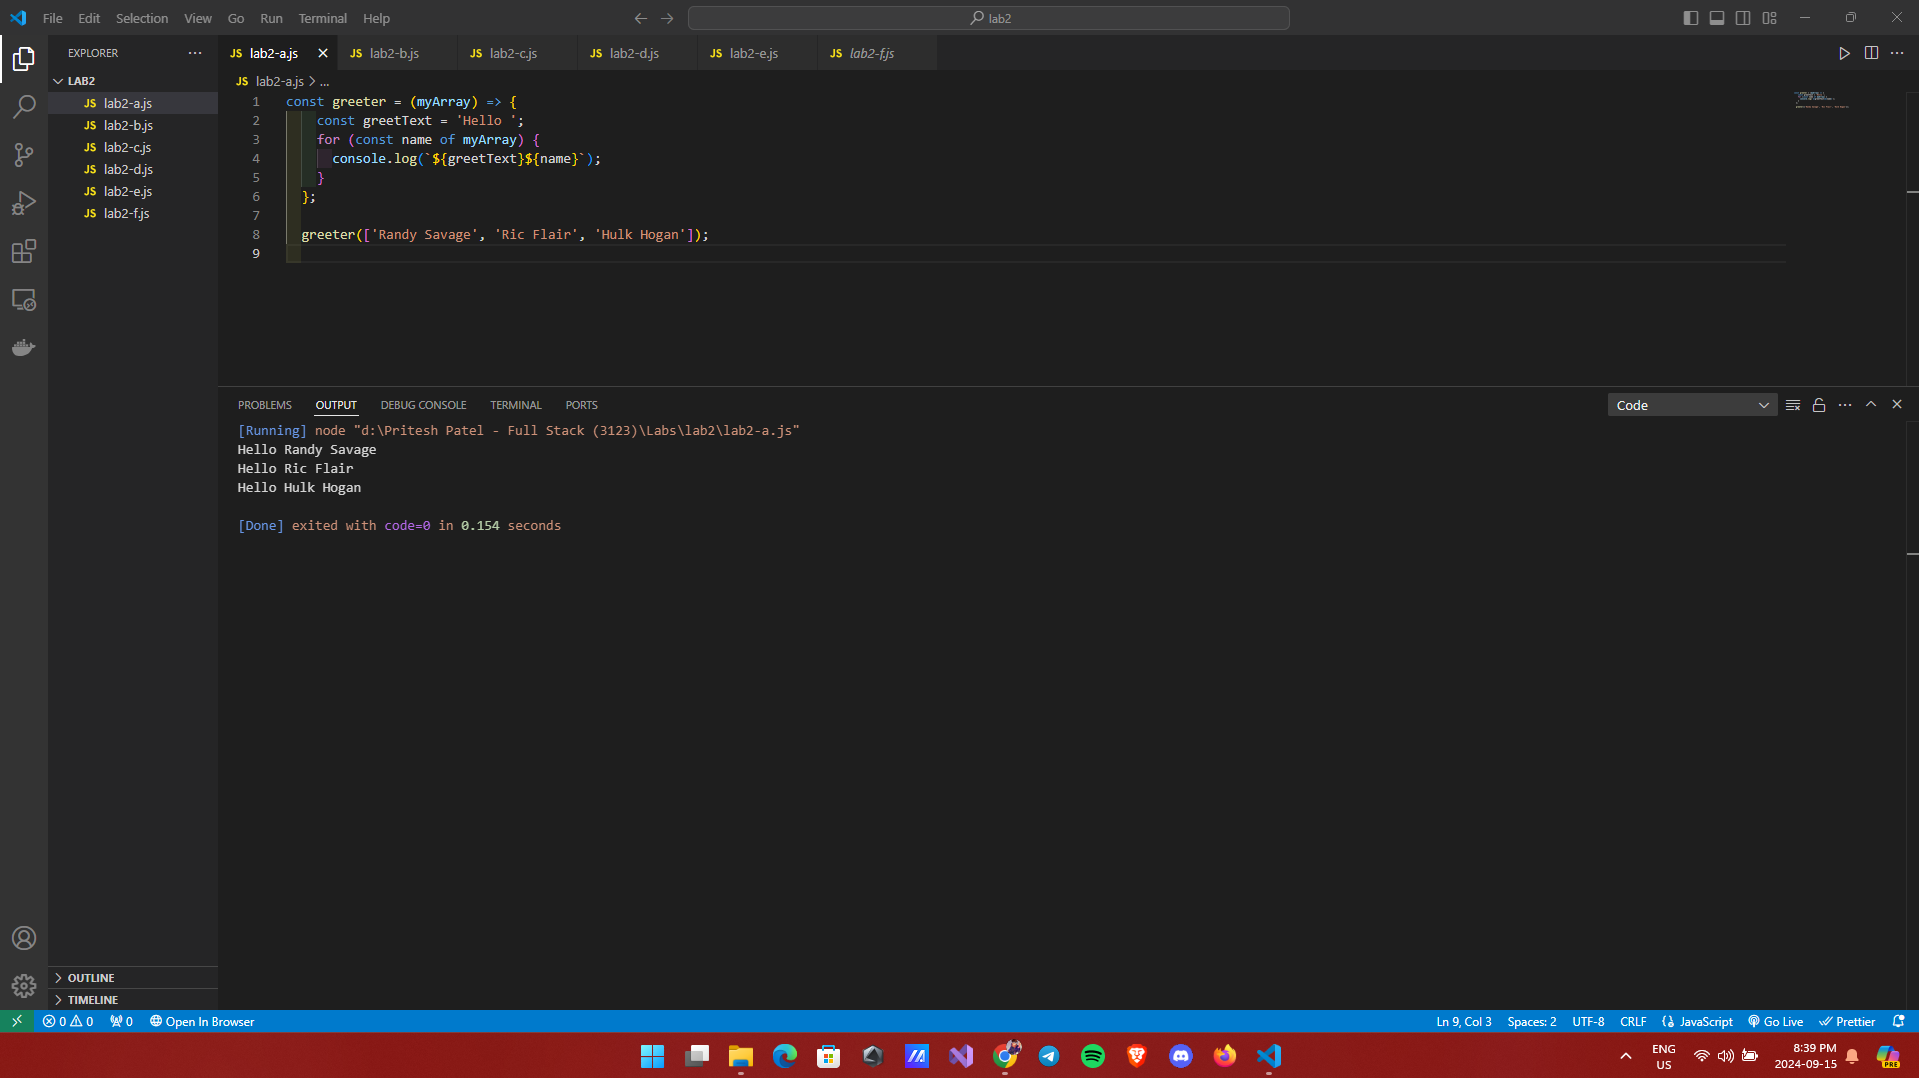 File Edit Selection View Go Run Terminal Help
lab2
EXPLORER
LAB2
JS lab2-a.js
JS lab2-b.js
JS lab2-c.js
JS lab2-d.js
JS lab2-e.js
JS lab2-f.js
OUTLINE
TIMELINE
JS lab2-a.js JS lab2-b.js JS lab2-c.js JS lab2-d.js JS lab2-e.js JS lab2-f.js
JS lab2-a.js > ...
1 const greeter = (myArray) => {
2 const greetText = 'Hello ';
3 for (const name of myArray) {
4 console.log(`${greetText}${name}`);
5 }
6 };
7
8 greeter(['Randy Savage', 'Ric Flair', 'Hulk Hogan']);
9
PROBLEMS OUTPUT DEBUG CONSOLE TERMINAL PORTS
Code
[Running] node "d:\Pritesh Patel - Full Stack (3123)\Labs\lab2\lab2-a.js"
Hello Randy Savage
Hello Ric Flair
Hello Hulk Hogan
[Done] exited with code=0 in 0.154 seconds
0 0 0 Open In Browser
Ln 9, Col 3 Spaces: 2 UTF-8 CRLF {} JavaScript Go Live Prettier
ENG
US
8:39 PM
2024-09-15
PRE